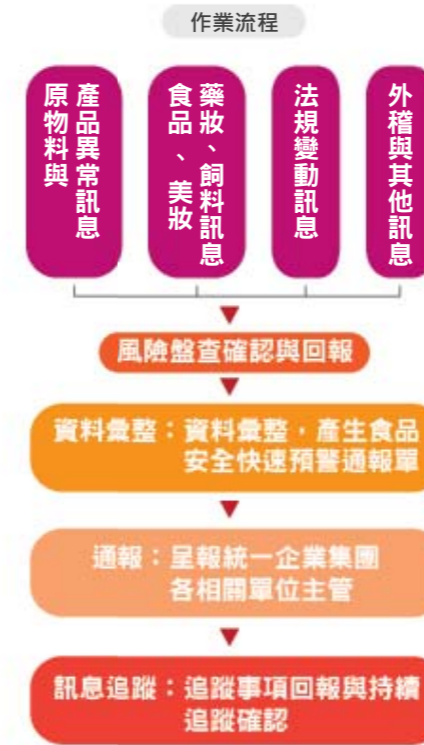 作業流程
原物料與
產品異常訊息
食品、美妝
藥妝、飼料訊息
法規變動訊息
外稽與其他訊息
風險盤查確認與回報
資料彙整：資料彙整，產生食品
安全快速預警通報單
通報：呈報統一企業集團
各相關單位主管
訊息追蹤：追蹤事項回報與持續
追蹤確認